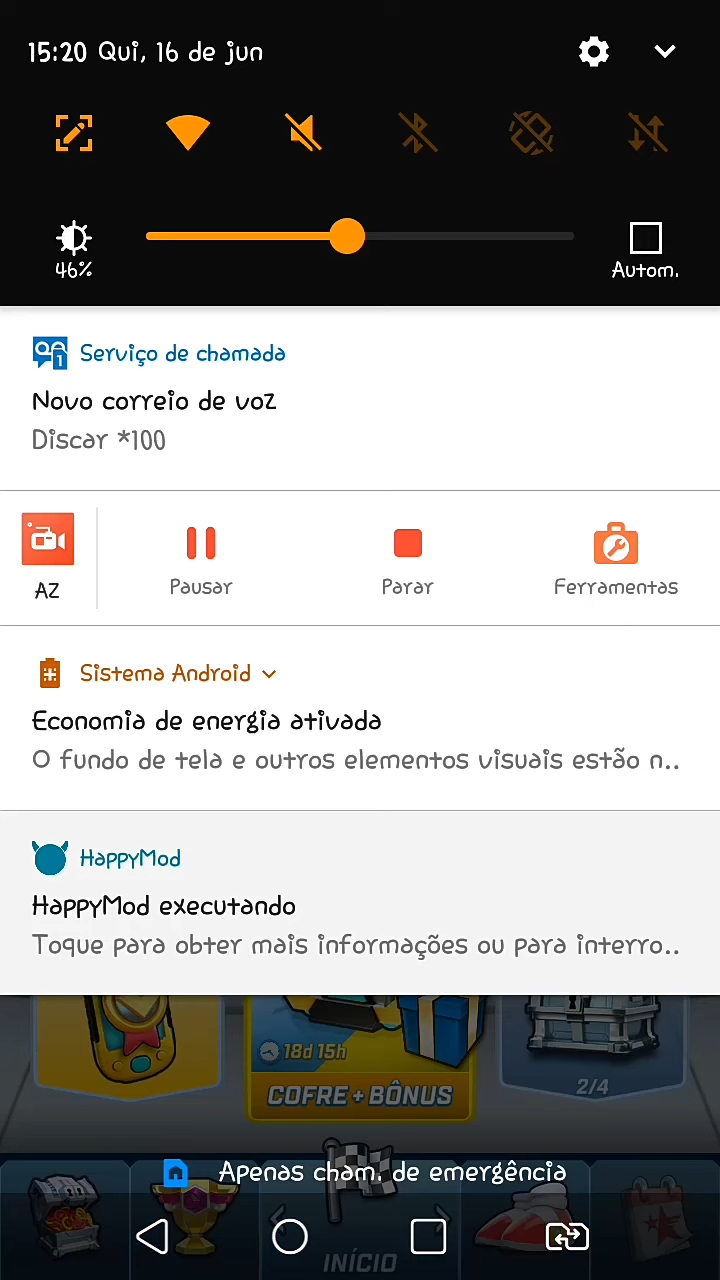 15:20 Qui, 16 de jun
46%
Autom.
Serviço de chamada
Novo correio de voz
Discar *100
AZ
Pausar
Parar
Ferramentas
Sistema Android
Economia de energia ativada
O fundo de tela e outros elementos visuais estão n..
HappyMod
HappyMod executando
Toque para obter mais informações ou para interro..
18d 15h
COFRE + BÔNUS
2/4
Apenas cham. de emergência
INÍCIO